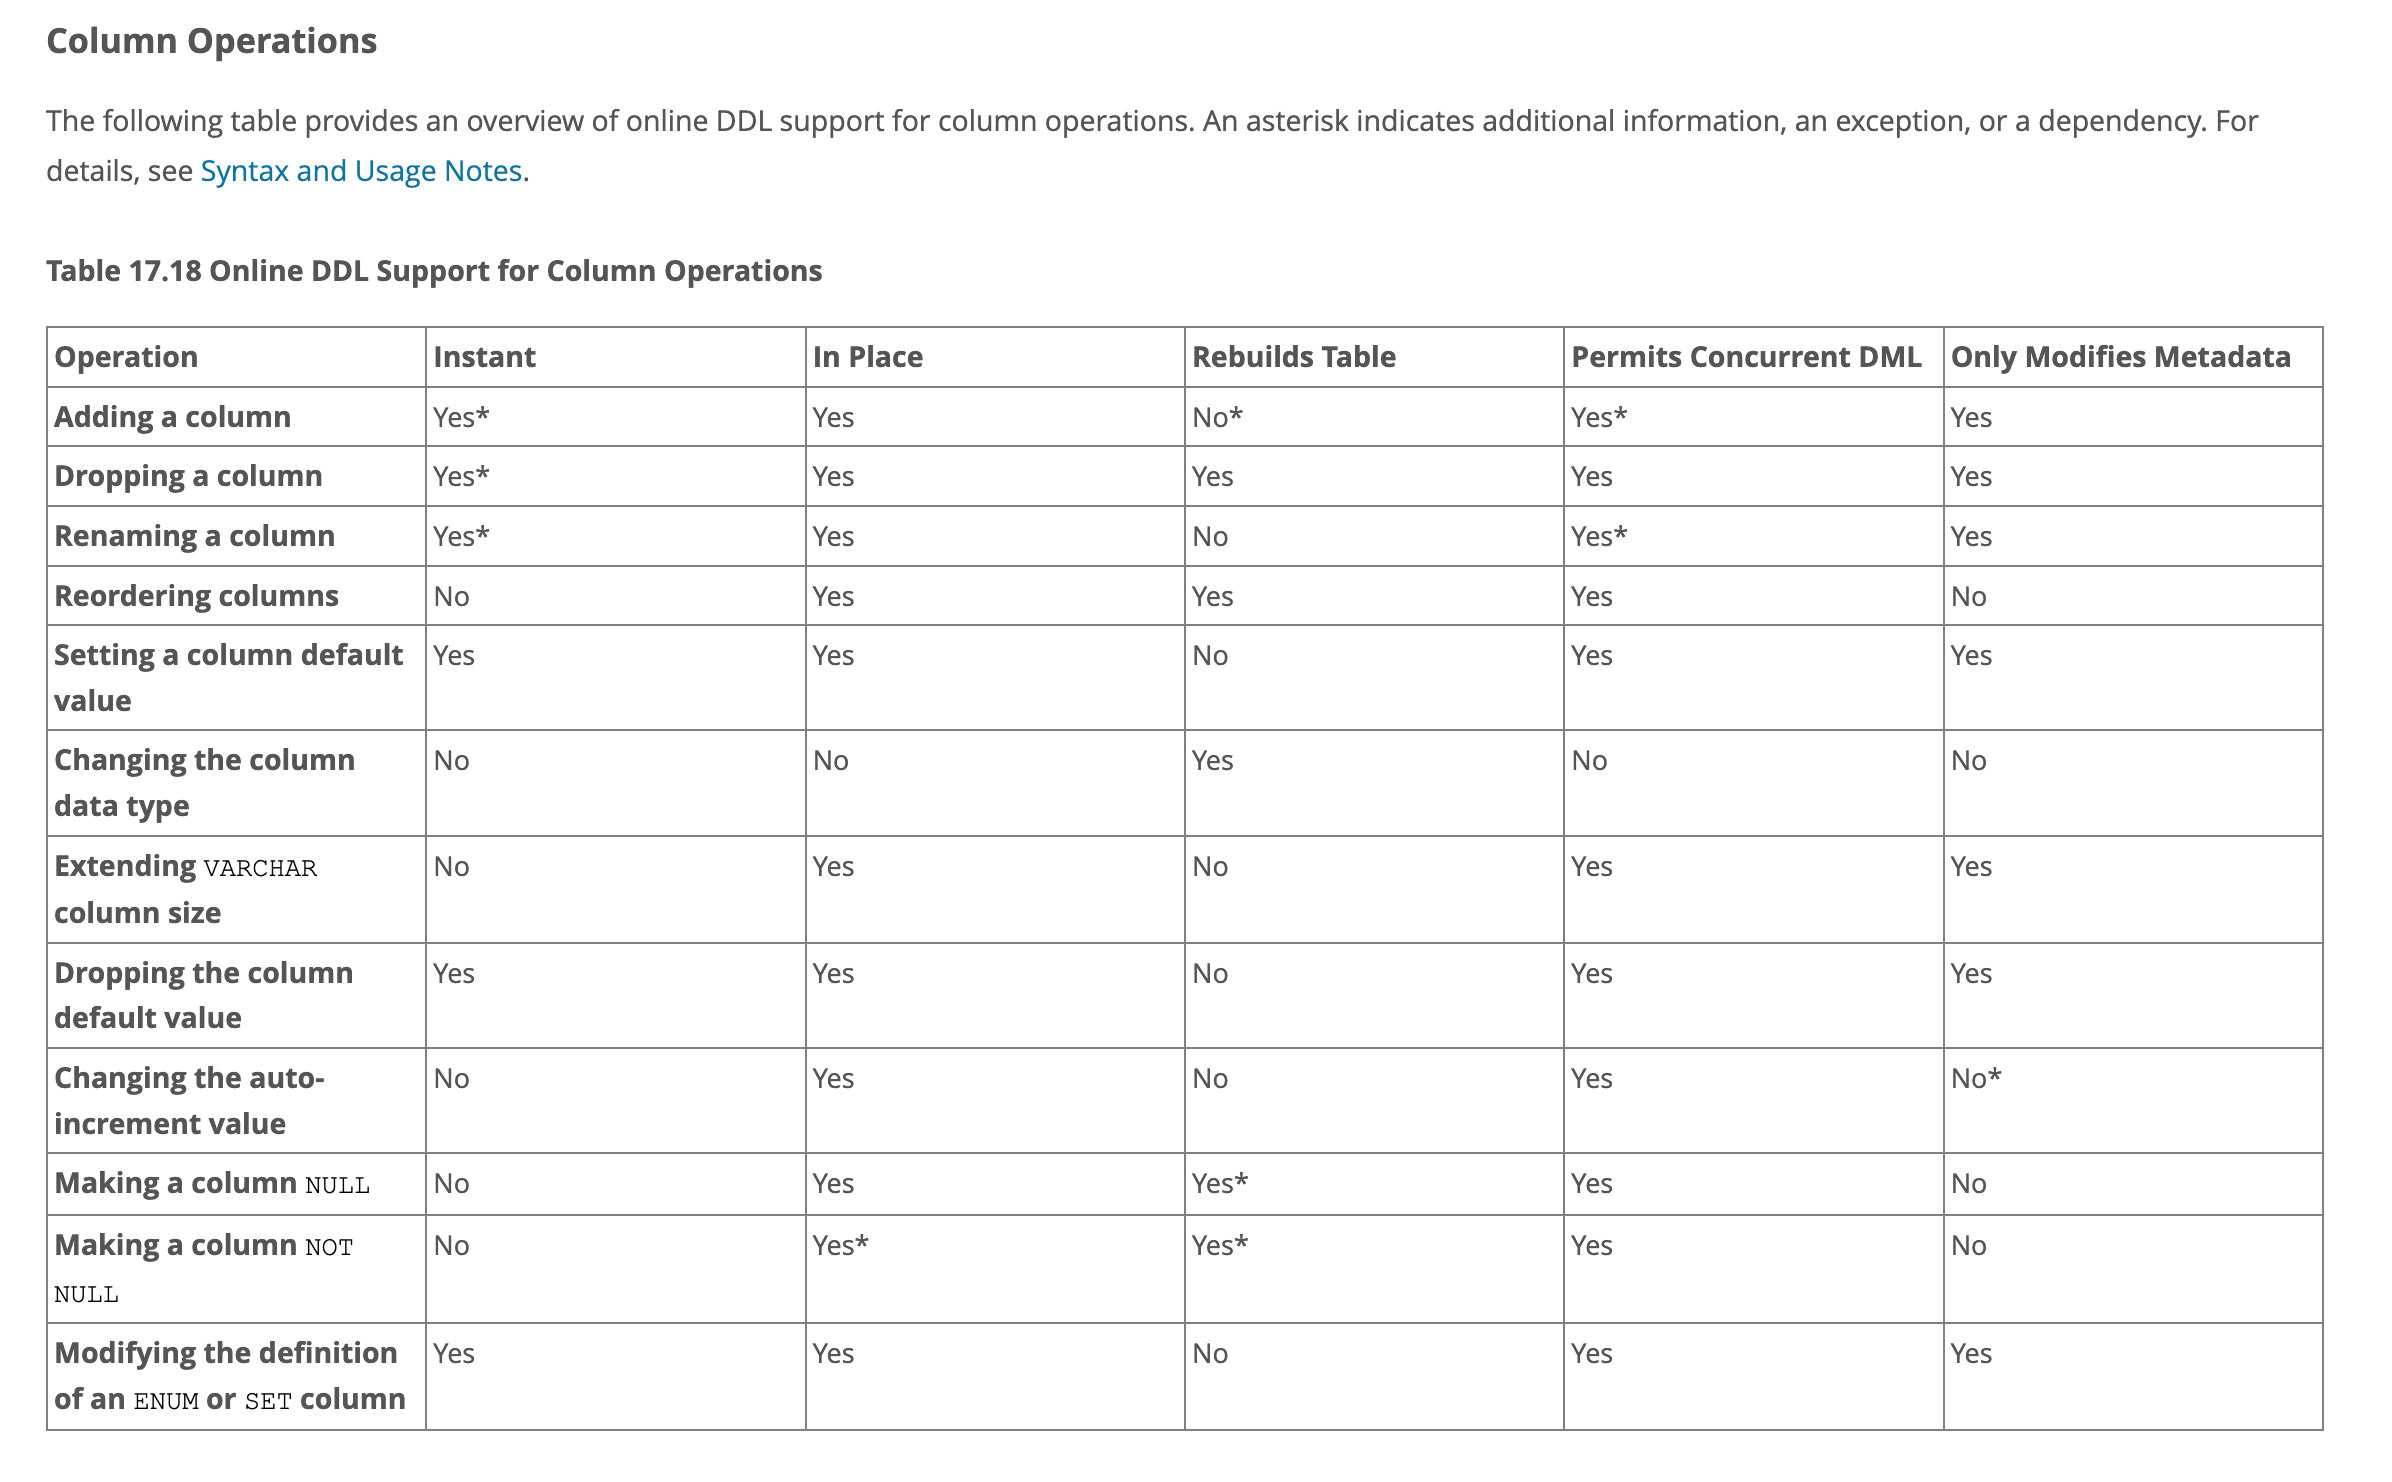 Column Operations
The following table provides an overview of online DDL support for column operations. An asterisk indicates additional information, an exception, or a dependency. For
details, see Syntax and Usage Notes.
Table 17.18 Online DDL Support for Column Operations
Operation Instant In Place Rebuilds Table Permits Concurrent DML Only Modifies Metadata
Adding a column Yes* Yes No* Yes* Yes
Dropping a column Yes* Yes Yes Yes Yes
Renaming a column Yes* Yes No Yes* Yes
Reordering columns No Yes Yes Yes No
Setting a column default Yes Yes No Yes Yes
value
Changing the column No No Yes No No
data type
Extending VARCHAR No Yes No Yes Yes
column size
Dropping the column Yes Yes No Yes Yes
default value
Changing the auto- No Yes No Yes No*
increment value
Making a column NULL No Yes Yes* Yes No
Making a column NOT No Yes* Yes* Yes No
NULL
Modifying the definition Yes Yes No Yes Yes
of an ENUM or SET column